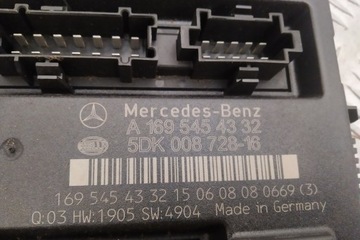 Mercedes-Benz
A 169 545 43 32
5DK 008 728-16
169 545 43 32 15 06 08 08 0669 (3)
Q:03 HW:1905 SW:4904 Made in Germany